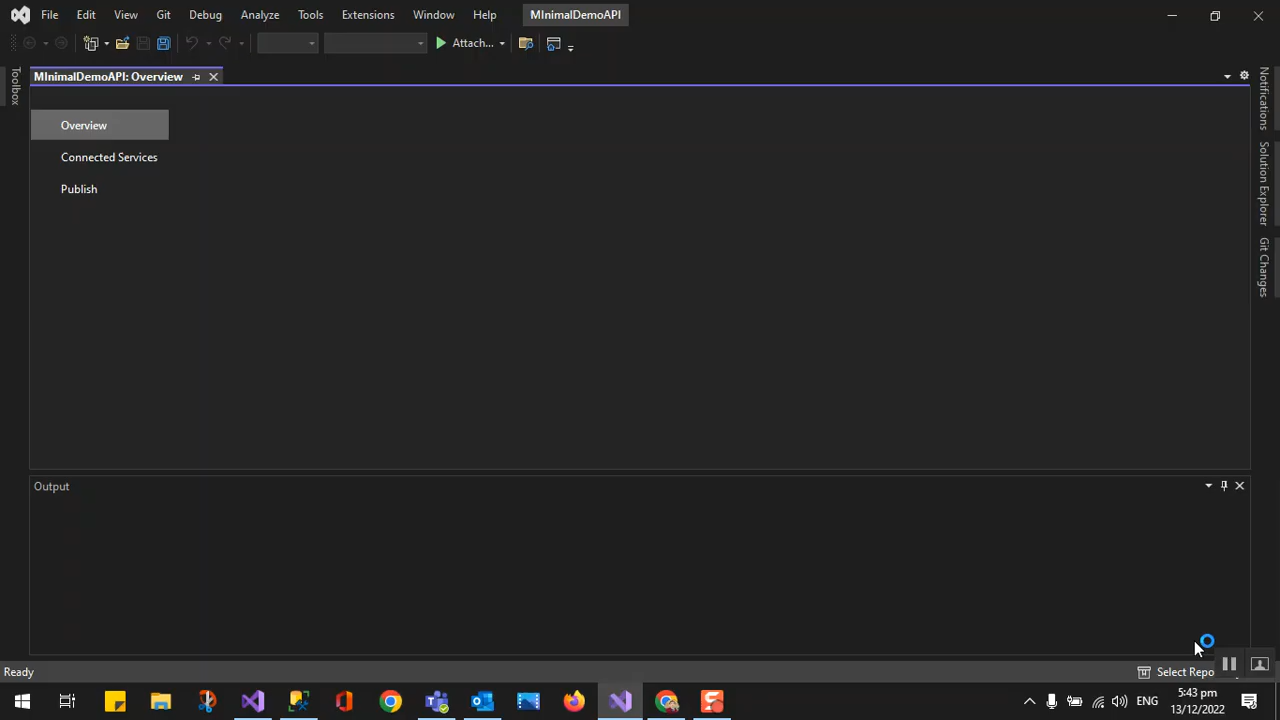 File Edit View Git Debug Analyze Tools Extensions Window Help MInimalDemoAPI
Attach...
MInimalDemoAPI: Overview
Toolbox
Overview
Connected Services
Publish
Notifications
Solution Explorer
Git Changes
Output
Ready
Select Repo
ENG
5:43 pm
13/12/2022